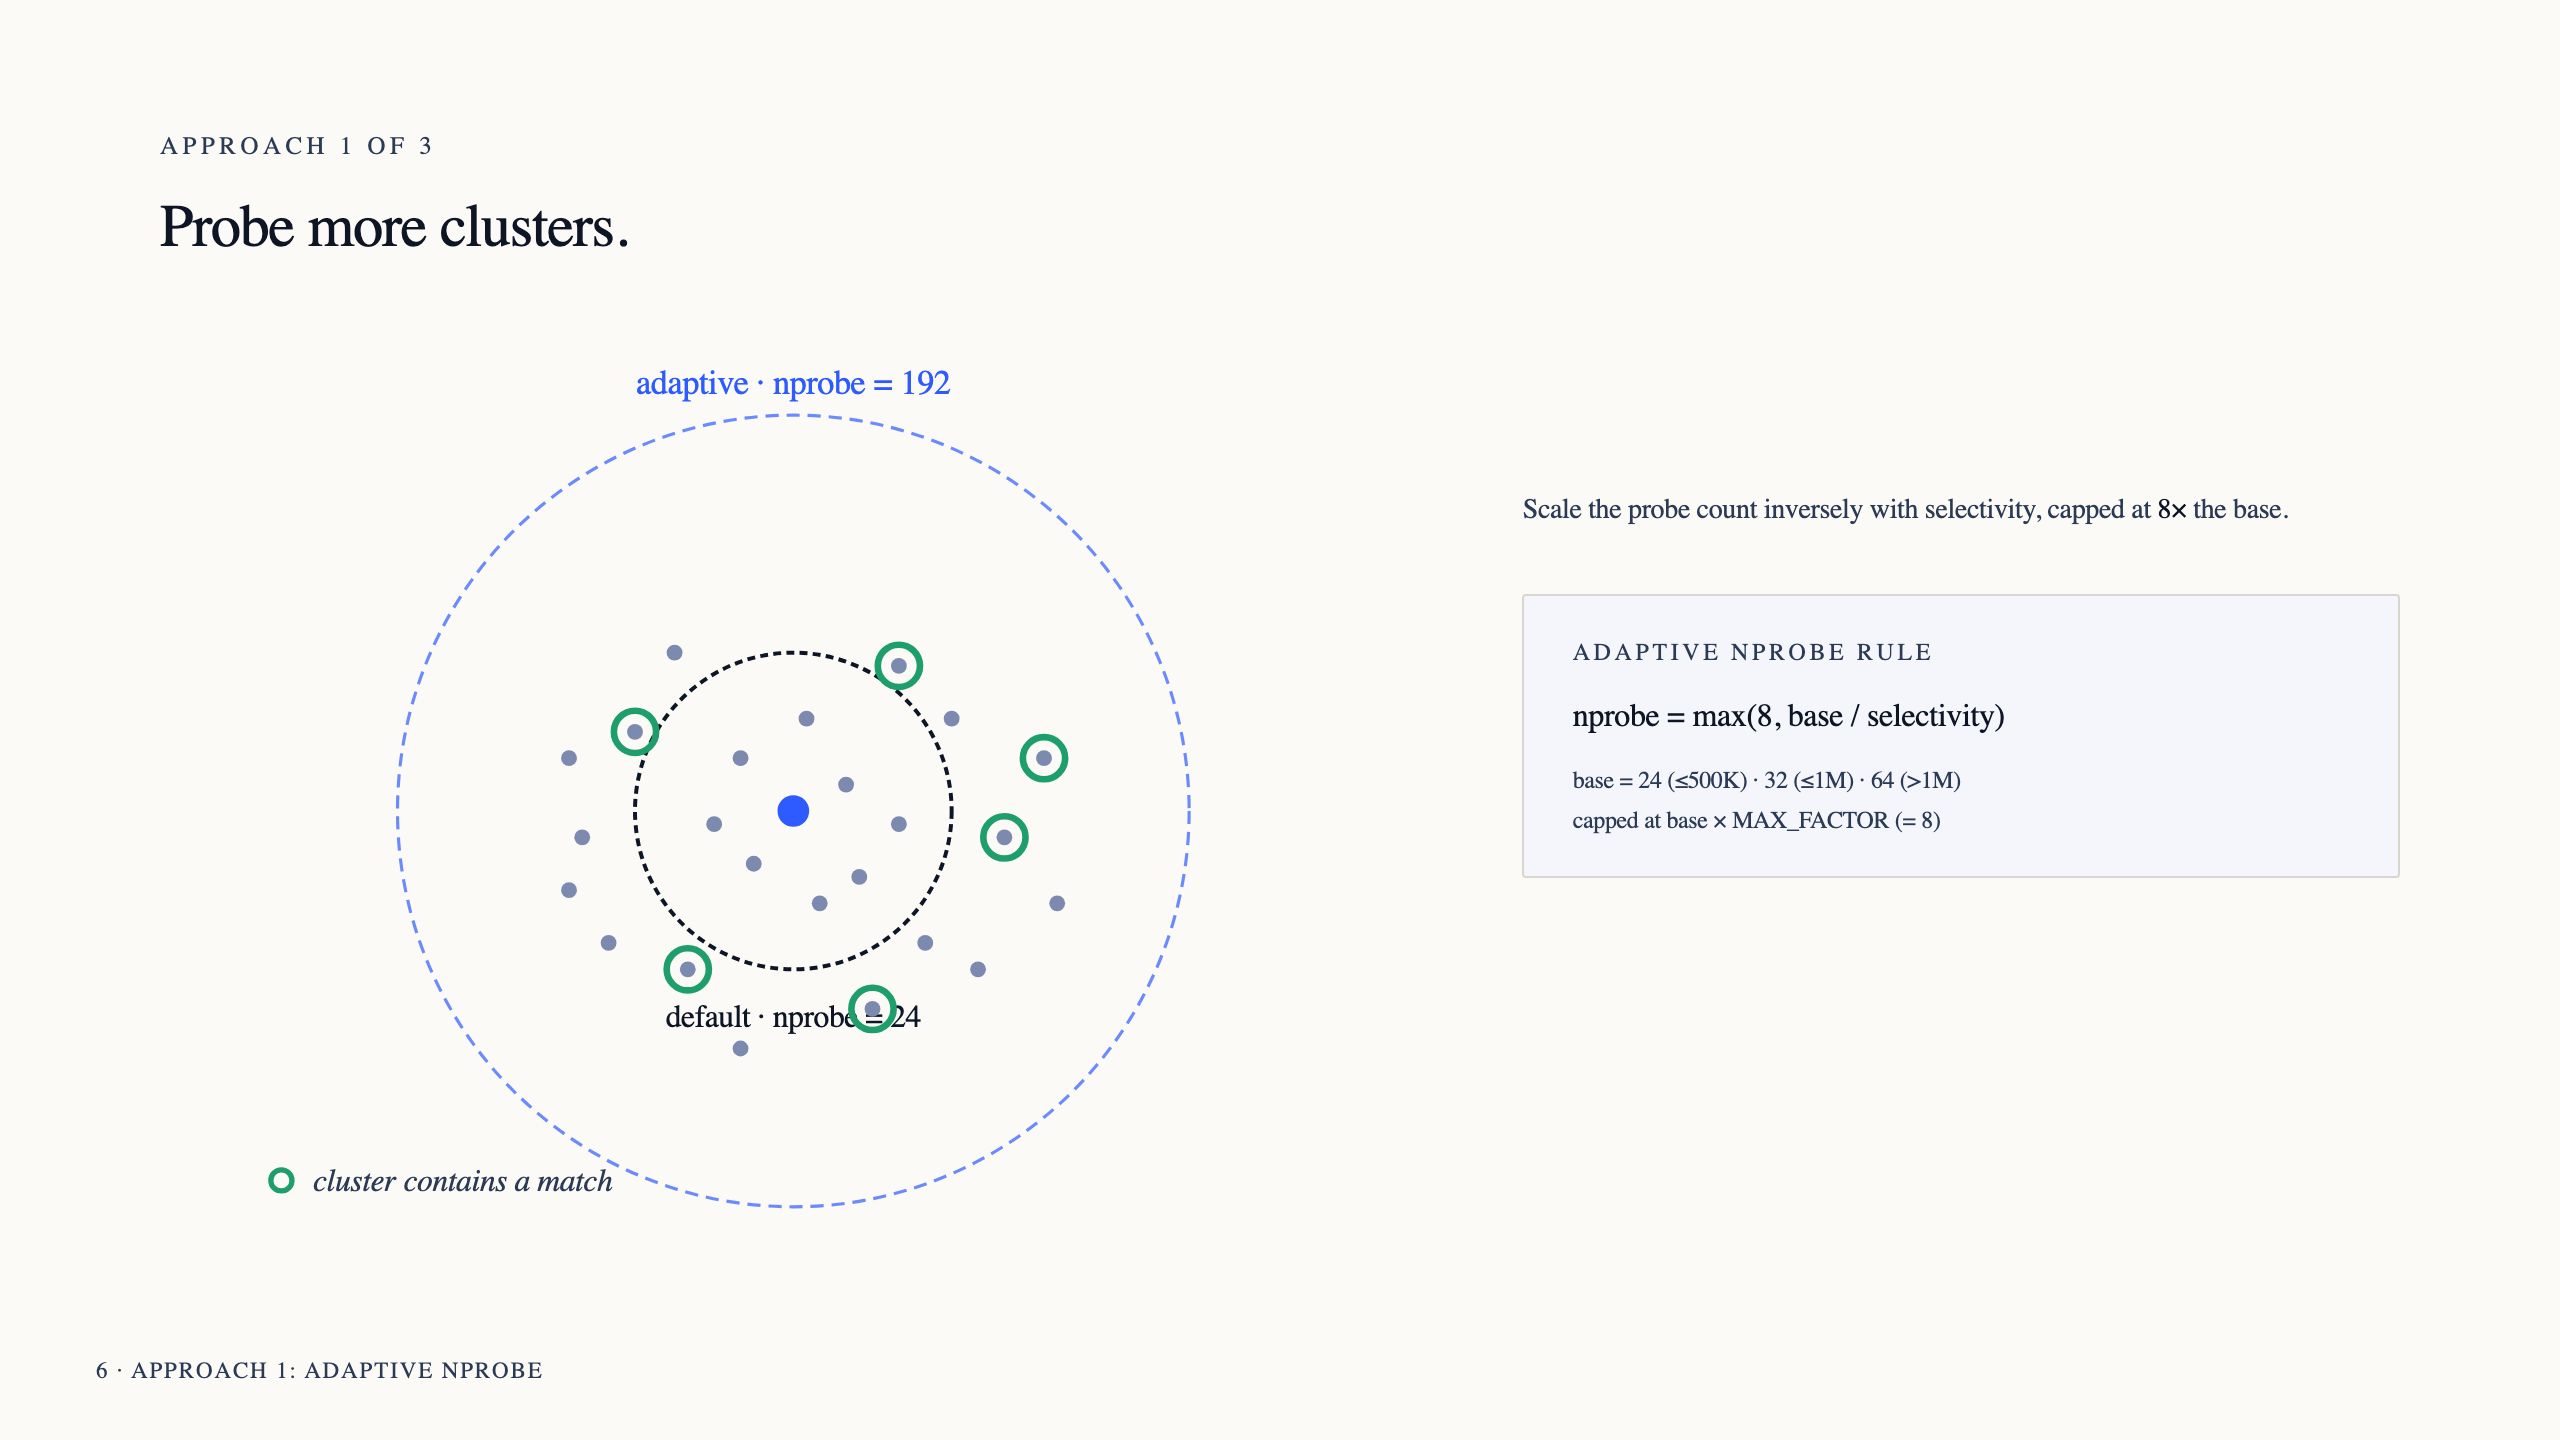 APPROACH 1 OF 3
Probe more clusters.
adaptive · nprobe = 192
default · nprobe = 24
cluster contains a match
Scale the probe count inversely with selectivity, capped at 8× the base.
ADAPTIVE NPROBE RULE
nprobe = max(8, base / selectivity)
base = 24 (≤500K) · 32 (≤1M) · 64 (>1M)
capped at base × MAX_FACTOR (= 8)
6 · APPROACH 1: ADAPTIVE NPROBE